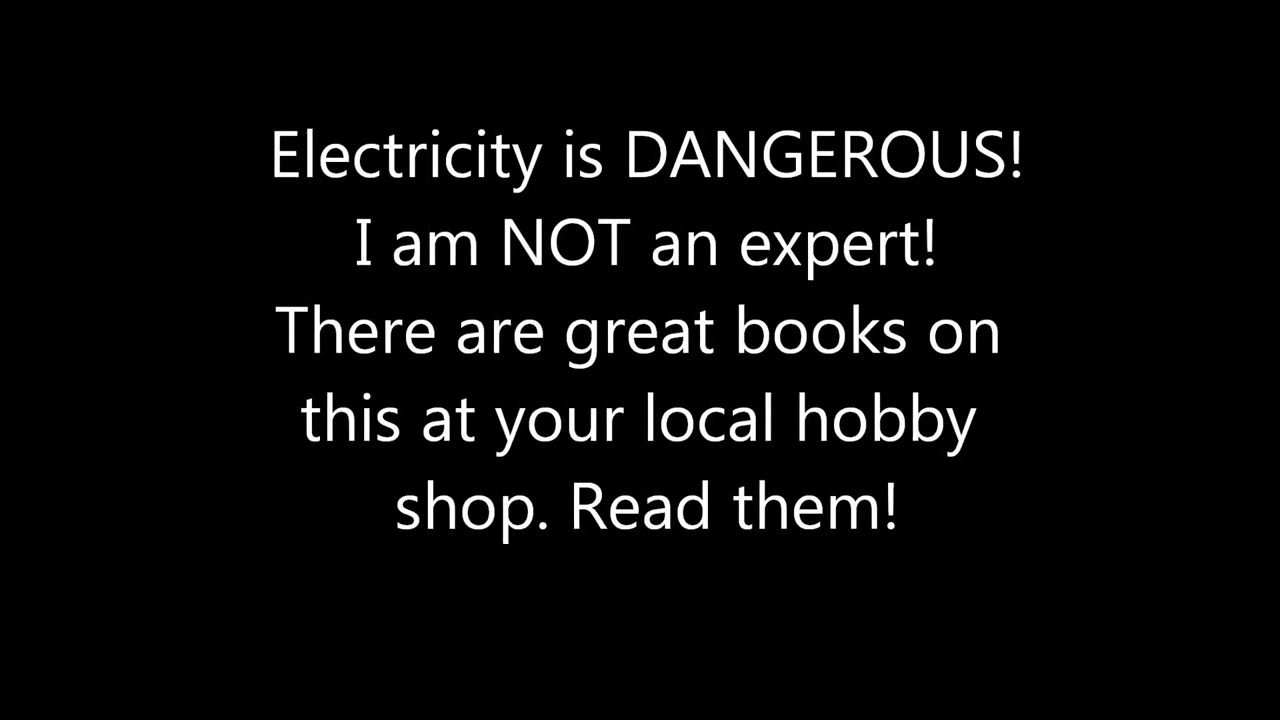 Electricity is DANGEROUS!
I am NOT an expert!
There are great books on
this at your local hobby
shop. Read them!